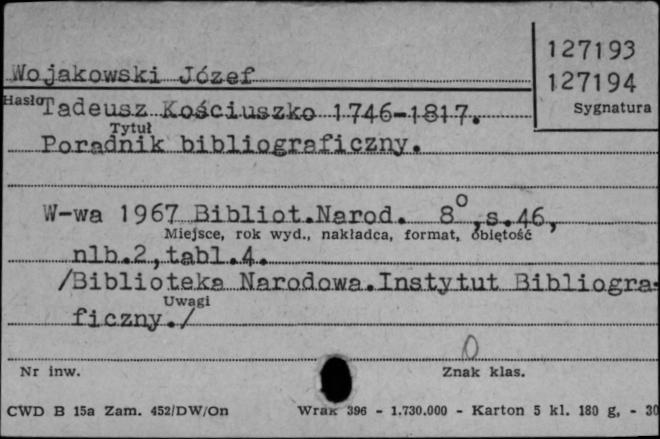 127193
Wojakowski Józef 127194
Hasło Sygnatura
Tadeusz Kościuszko 1746-1817.
Tytuł
Poradnik bibliograficzny.
W-wa 1967 Bibliot.Narod. 8°,s.46,
Miejsce, rok wyd., nakładca, format, objętość
nlb.2,tabl.4.
/Biblioteka Narodowa.Instytut Bibliogra-
Uwagi
ficzny./
Nr inw. Znak klas.
CWD B 15a Zam. 452/DW/On Wrak 396 - 1.730.000 - Karton 5 kl. 180 g, - 30